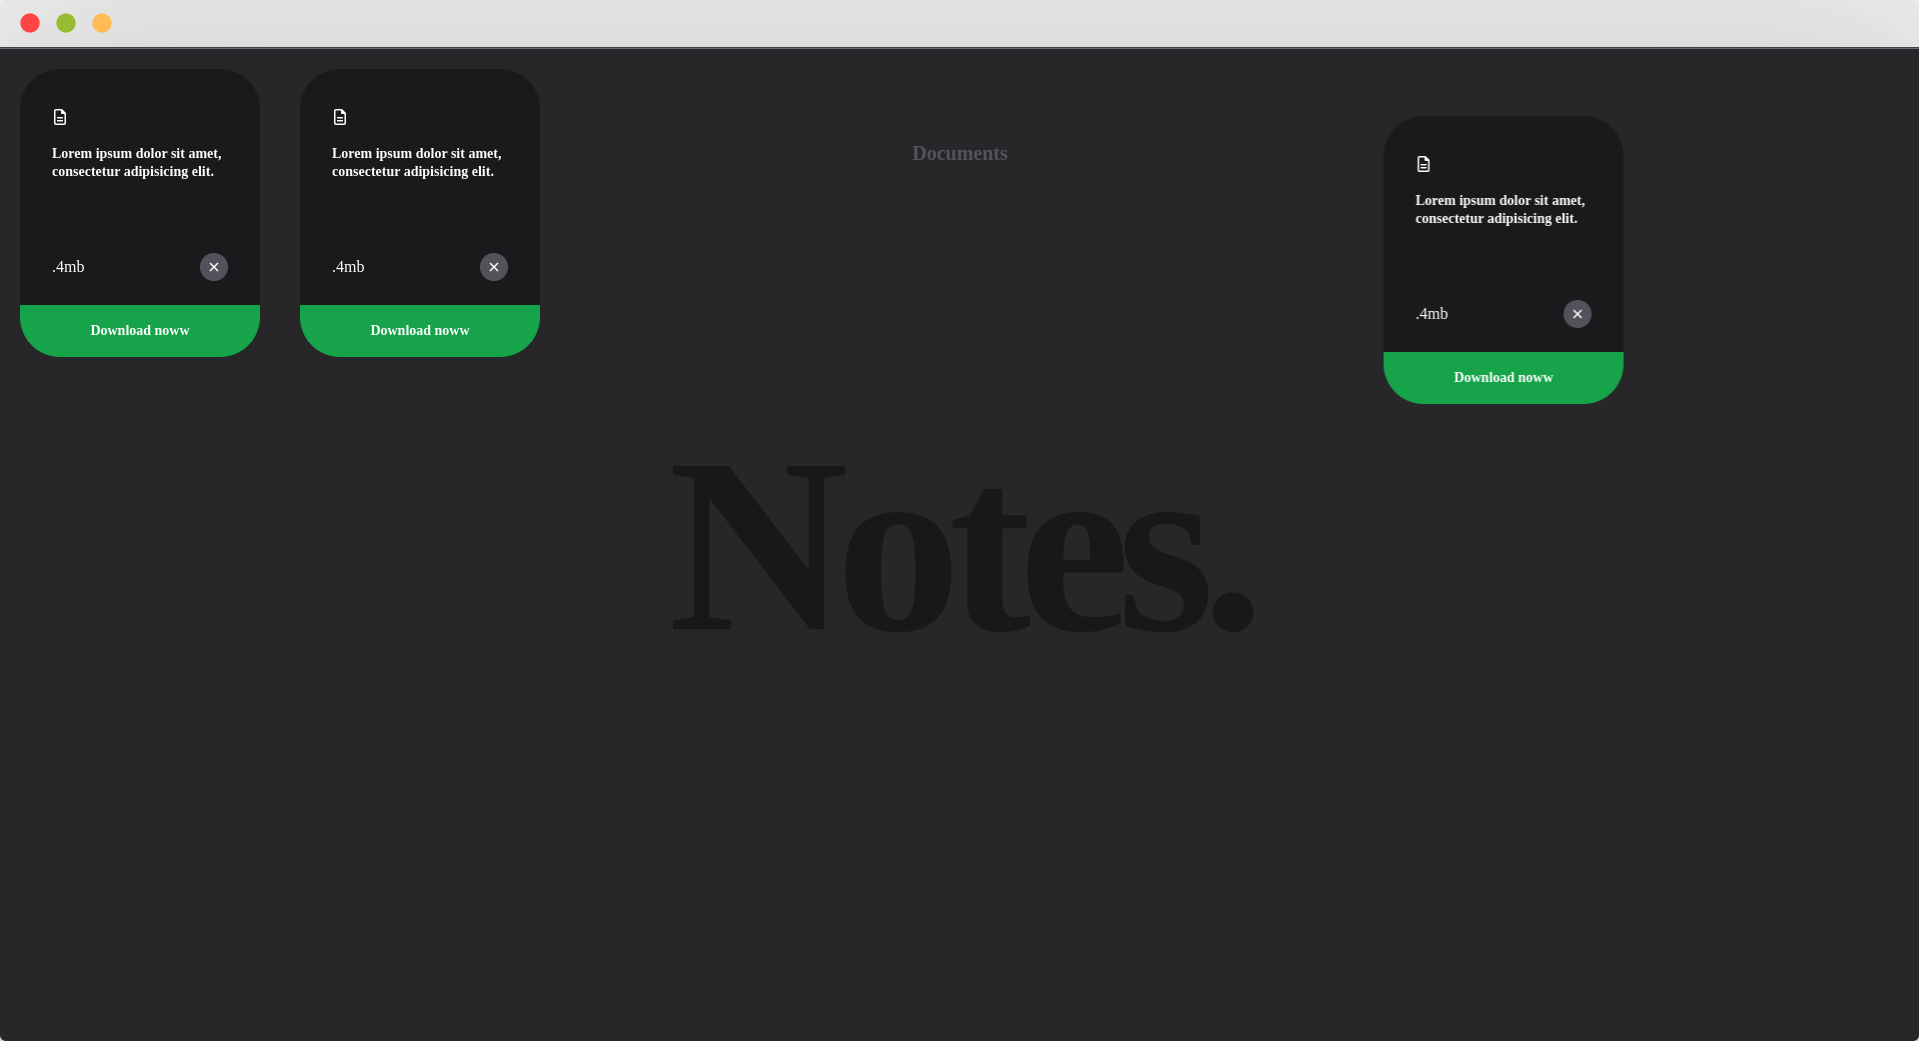 Lorem ipsum dolor sit amet,
consectetur adipisicing elit.
.4mb
Download noww
Lorem ipsum dolor sit amet,
consectetur adipisicing elit.
.4mb
Download noww
Documents
Lorem ipsum dolor sit amet,
consectetur adipisicing elit.
.4mb
Download noww
Notes.